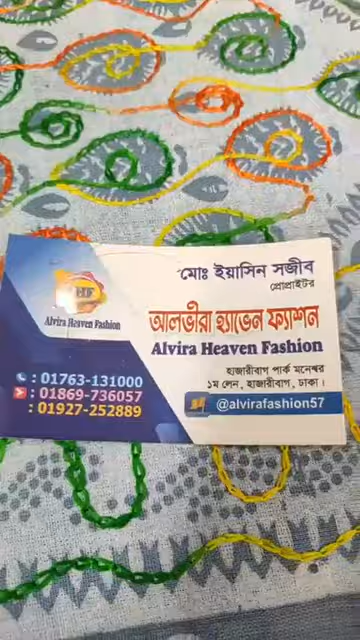 মোঃ ইয়াসিন সজীব
প্রোপ্রাইটর
HF
Alvira Heaven Fashion
আলভীরা হ্যাভেন ফ্যাশন
Alvira Heaven Fashion
: 01763-131000
: 01869-736057
: 01927-252889
হাজারীবাগ পার্ক মনেশ্বর
১ম লেন, হাজারীবাগ, ঢাকা।
@alvirafashion57